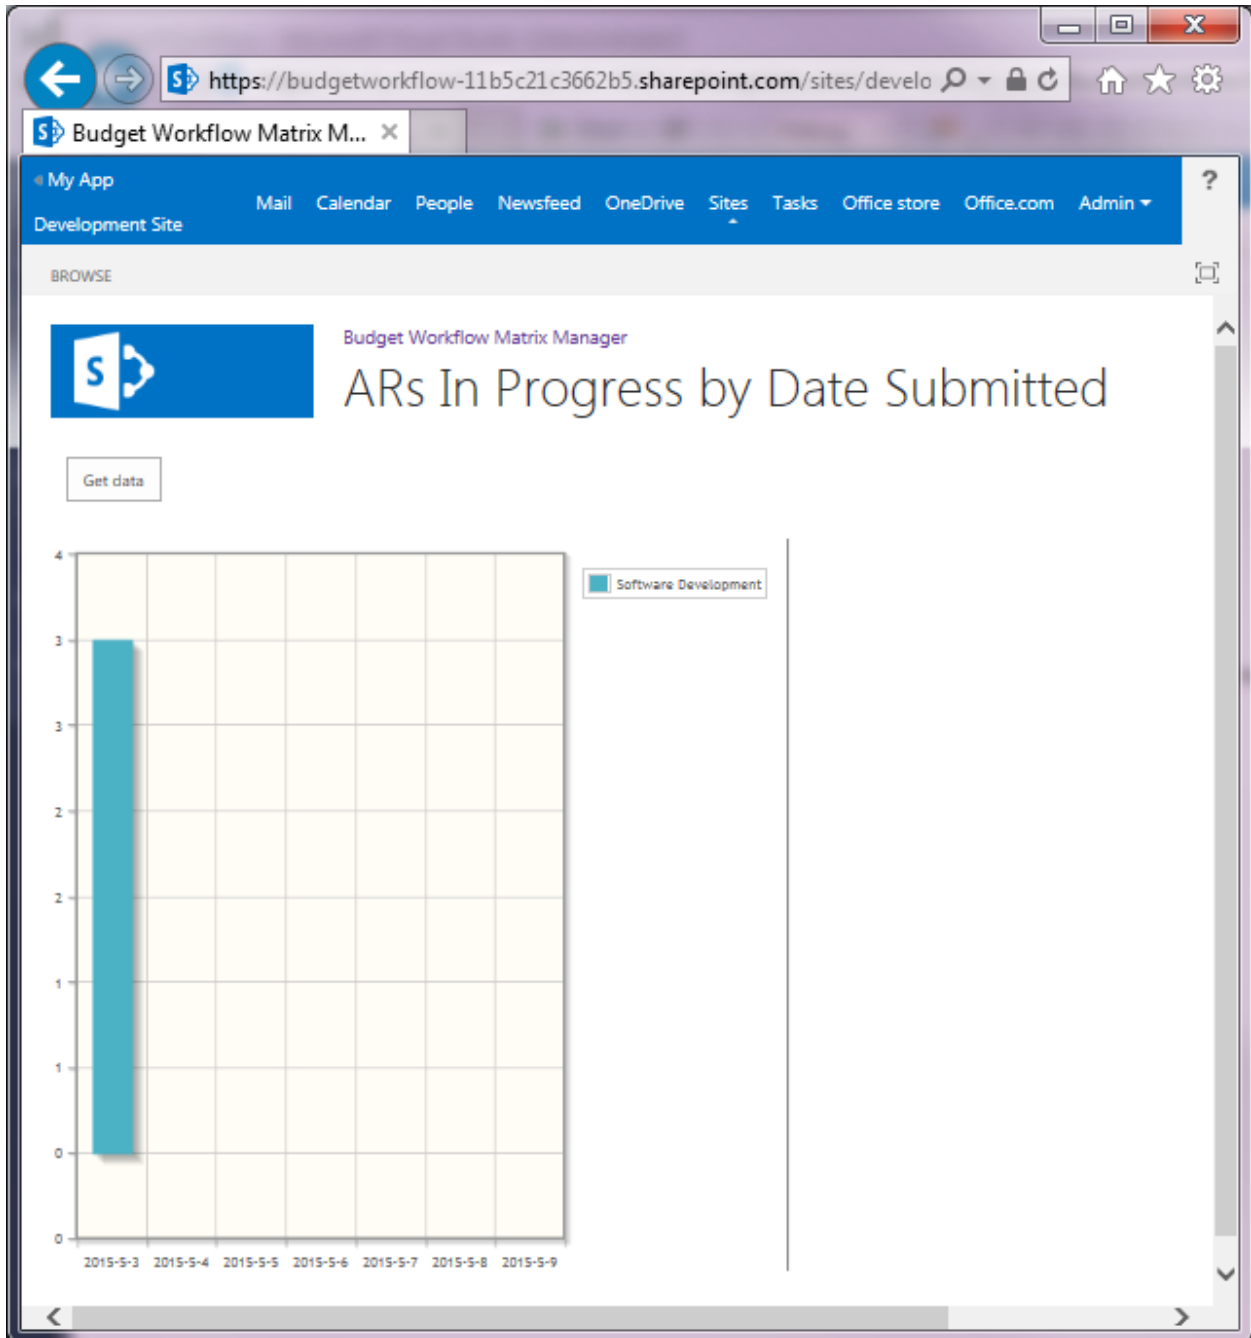 https://budgetworkflow-11b5c21c3662b5.sharepoint.com/sites/develo
Budget Workflow Matrix M...
My App
Development Site
Mail Calendar People Newsfeed OneDrive Sites Tasks Office store Office.com Admin
?
BROWSE
Budget Workflow Matrix Manager
ARs In Progress by Date Submitted
Get data
Software Development
4
3
3
2
2
1
1
0
0
2015-5-3 2015-5-4 2015-5-5 2015-5-6 2015-5-7 2015-5-8 2015-5-9